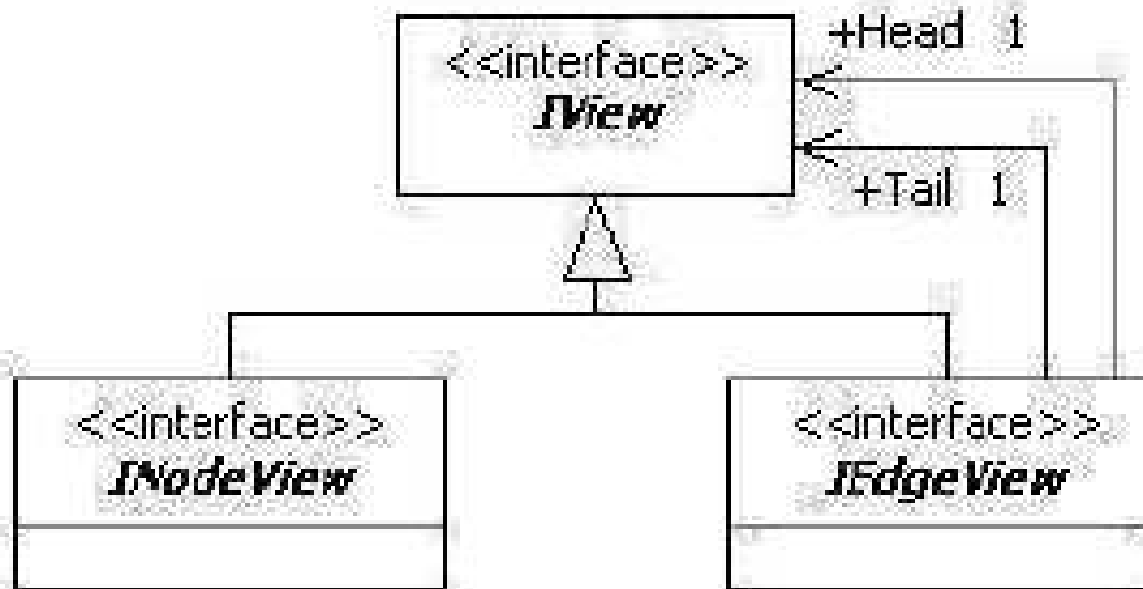 +Head 1
<<interface>>
IView
+Tail 1
<<interface>>
INodeView
<<interface>>
IEdgeView